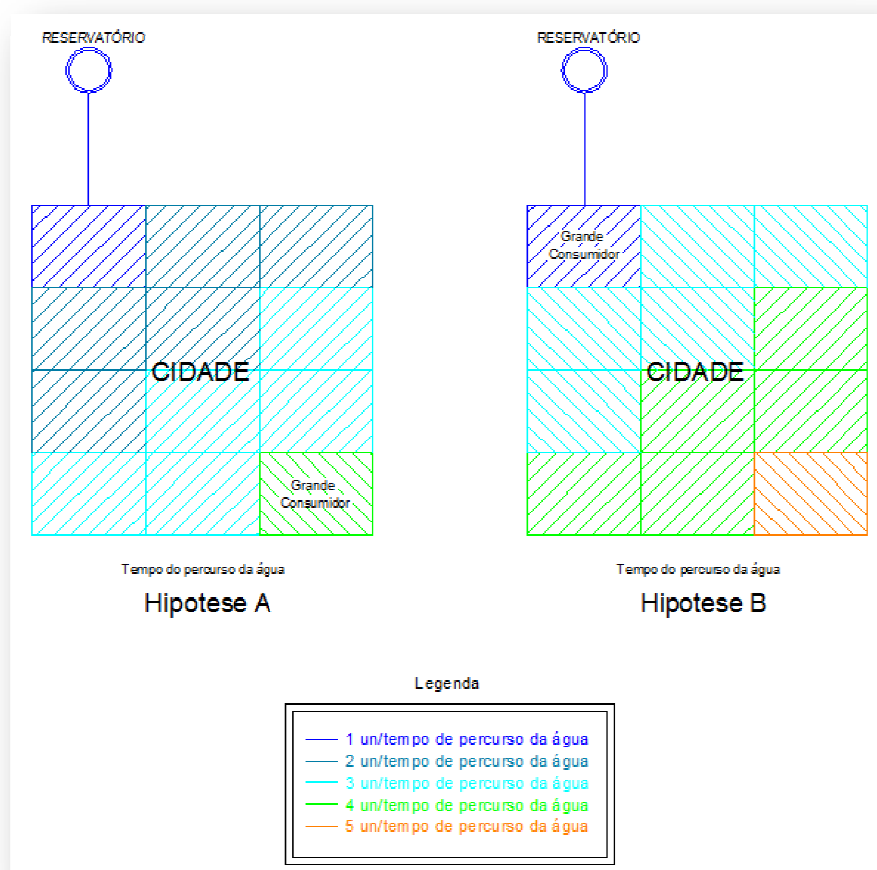 RESERVATÓRIO
CIDADE
Grande
Consumidor
Tempo do percurso da água
Hipotese A
RESERVATÓRIO
Grande
Consumidor
CIDADE
Tempo do percurso da água
Hipotese B
Legenda
1 un/tempo de percurso da água
2 un/tempo de percurso da água
3 un/tempo de percurso da água
4 un/tempo de percurso da água
5 un/tempo de percurso da água